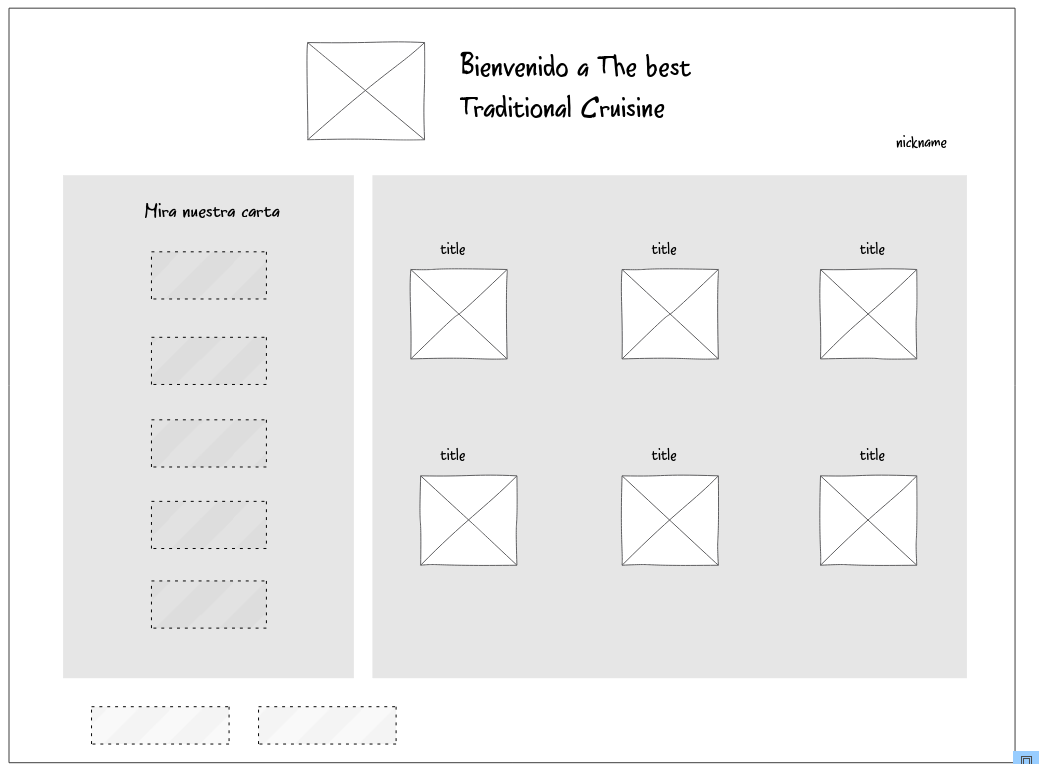 Bienvenido a The best
Traditional Cruisine
nickname
Mira nuestra carta
title
title
title
title
title
title